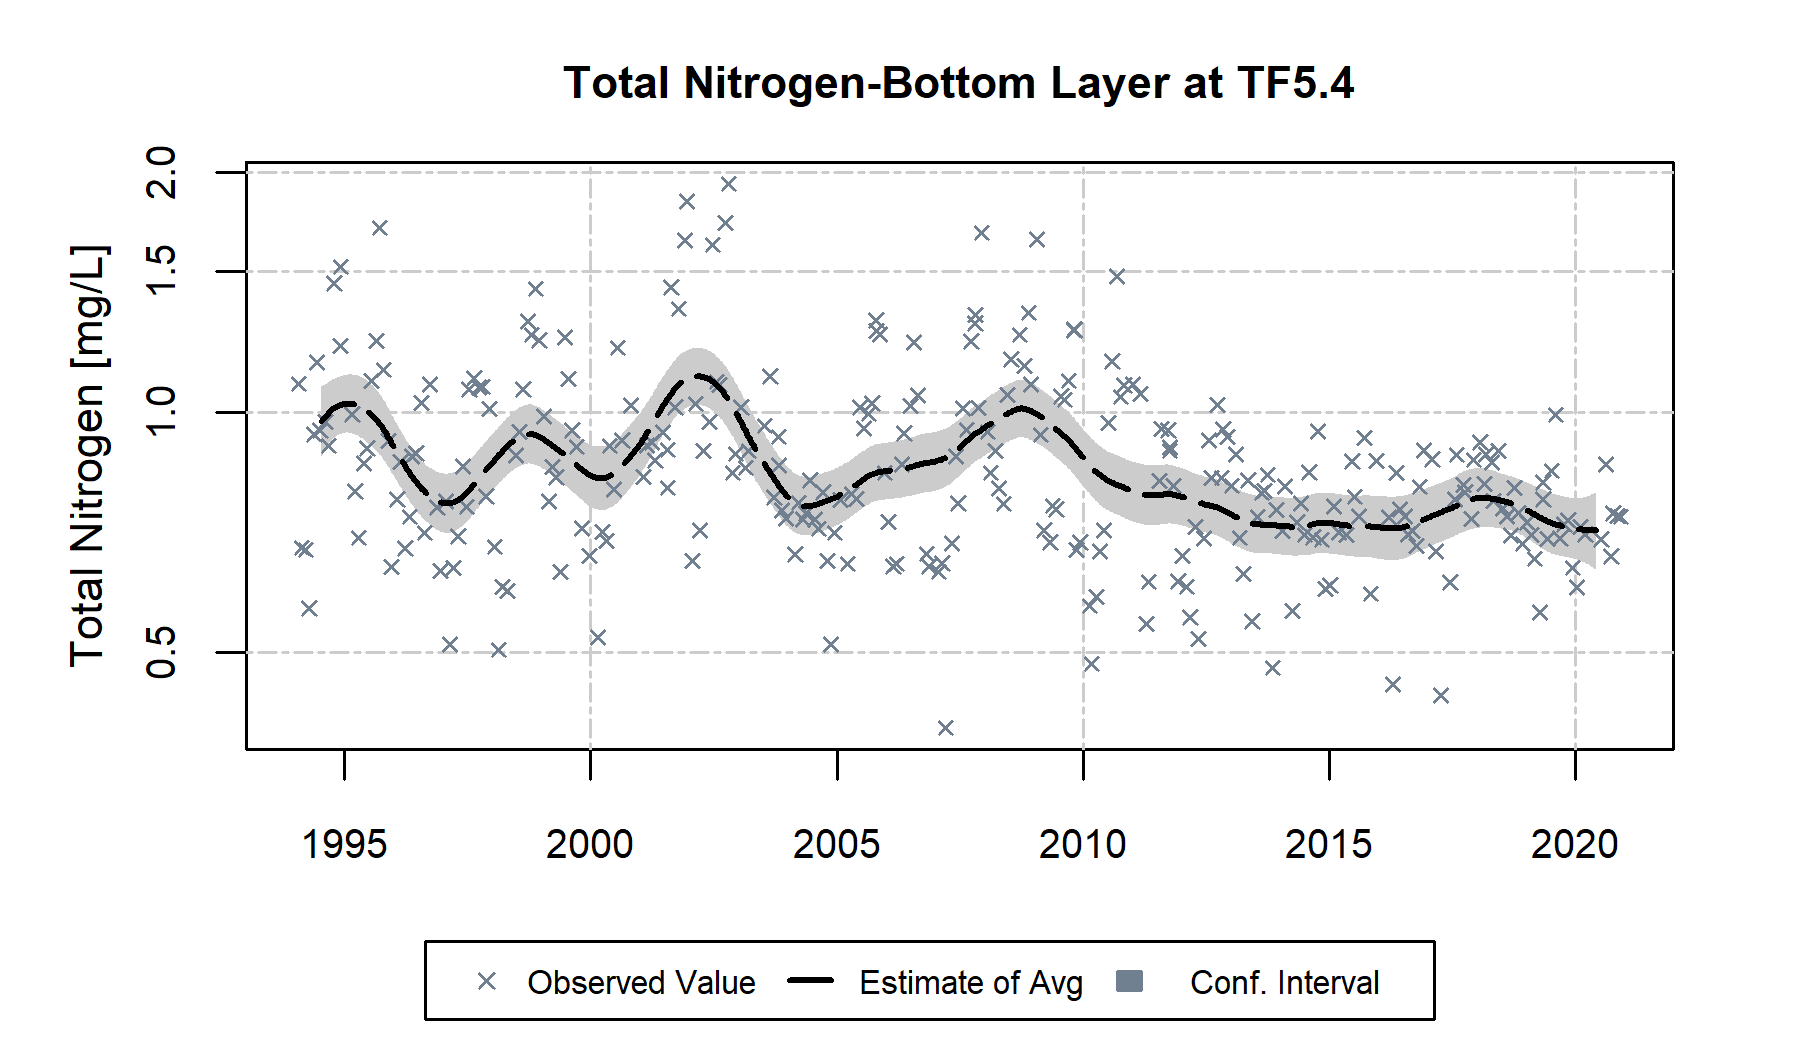 Total Nitrogen-Bottom Layer at TF5.4
Total Nitrogen [mg/L]
2.0
1.5
1.0
0.5
1995 2000 2005 2010 2015 2020
Observed Value Estimate of Avg Conf. Interval